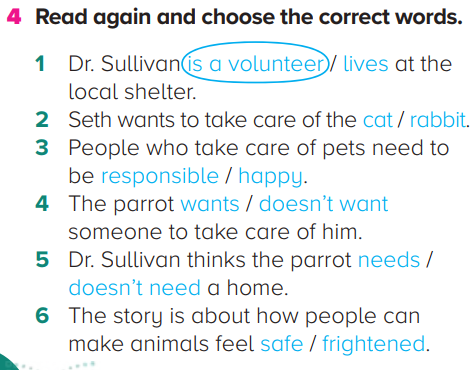 4 Read again and choose the correct words.
1 Dr. Sullivan is a volunteer / lives at the
local shelter.
2 Seth wants to take care of the cat / rabbit.
3 People who take care of pets need to
be responsible / happy.
4 The parrot wants / doesn't want
someone to take care of him.
5 Dr. Sullivan thinks the parrot needs /
doesn't need a home.
6 The story is about how people can
make animals feel safe / frightened.